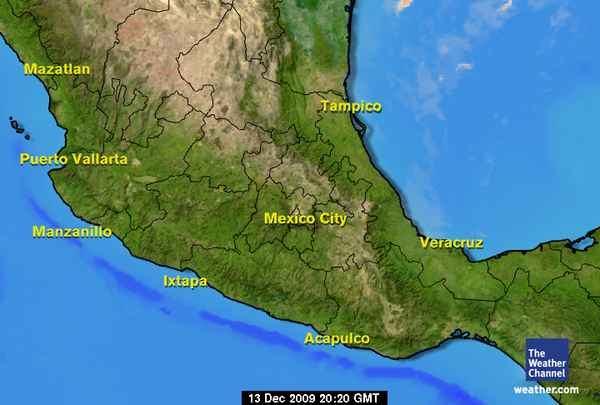 Mazatlan
Tampico
Puerto Vallarta
Mexico City
Manzanillo
Veracruz
Ixtapa
Acapulco
The
Weather
Channel
weather.com
13 Dec 2009 20:20 GMT